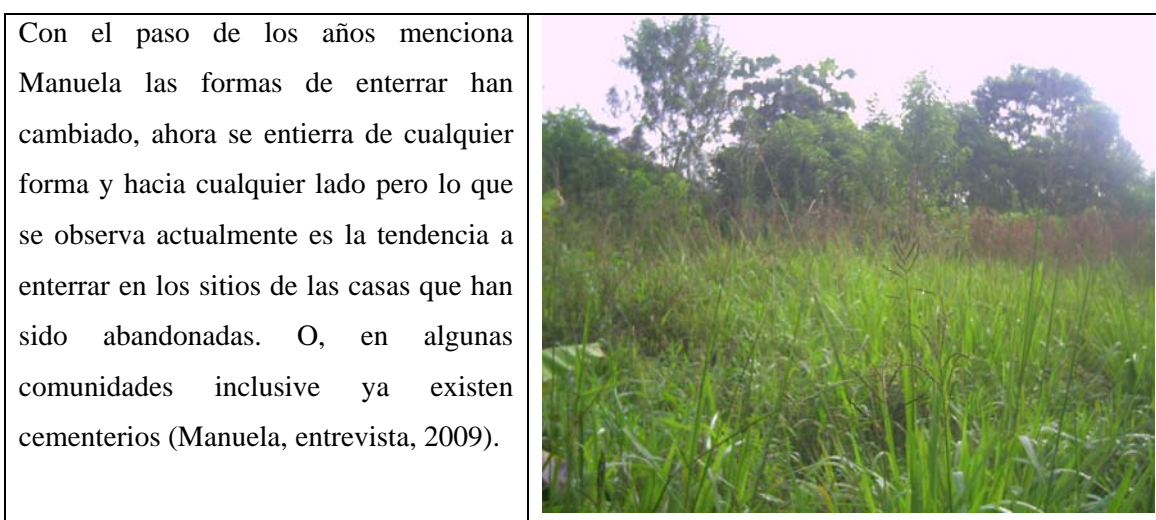 Con el paso de los años menciona
Manuela las formas de enterrar han
cambiado, ahora se entierra de cualquier
forma y hacia cualquier lado pero lo que
se observa actualmente es la tendencia a
enterrar en los sitios de las casas que han
sido abandonadas. O, en algunas
comunidades inclusive ya existen
cementerios (Manuela, entrevista, 2009).